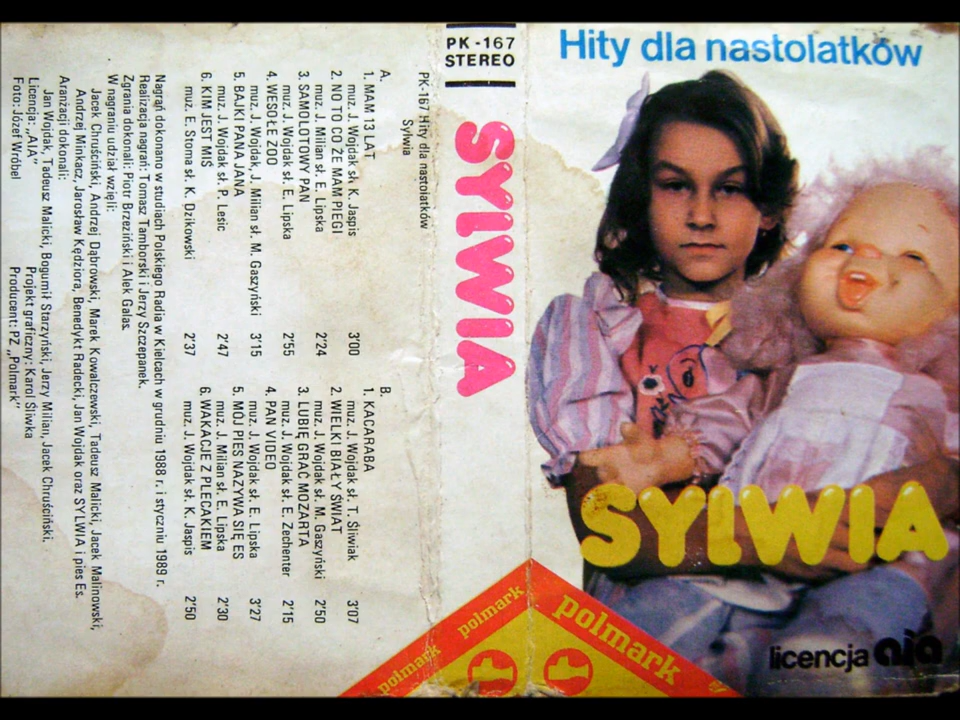 Hity dla nastolatków
SYLWIA
licencja aia
polmark
PK-167
STEREO
SYLWIA
polmark
polmark
PK-167 Hity dla nastolatków
Sylwia
A.
1. MAM 13 LAT
muz. J. Wojdak sł. K. Jaspis 3'00
2. NO TO CO ŻE MAM PIEGI
muz. J. Milian sł. E. Lipska 2'24
3. SAMOLOTOWY PAN
muz. J. Wojdak sł. E. Lipska 2'55
4. WESOŁE ZOO
muz. J. Wojdak, J. Milian sł. M. Gaszyński 3'15
5. BAJKI PANA JANA
muz. J. Wojdak sł. P. Lesic 2'47
6. KIM JEST MIŚ
muz. E. Stoma sł. K. Dzikowski 2'37
B.
1. KACARABA
muz. J. Wojdak sł. T. Śliwiak 3'07
2. WIELKI BIAŁY ŚWIAT
muz. J. Wojdak sł. M. Gaszyński 2'50
3. LUBIĘ GRAĆ MOZARTA
muz. J. Wojdak sł. E. Zechenter 2'15
4. PAN VIDEO
muz. J. Wojdak sł. E. Lipska 3'27
5. MÓJ PIES NAZYWA SIĘ ES
muz. J. Milian sł. E. Lipska 2'30
6. WAKACJE Z PLECAKIEM
muz. J. Wojdak sł. K. Jaspis 2'50
Nagrań dokonano w studiach Polskiego Radia w Kielcach w grudniu 1988 r. i styczniu 1989 r.
Realizacja nagrań: Tomasz Tamborski i Jerzy Szczepanek.
Zgrania dokonali: Piotr Brzeziński i Alek Galas.
W nagraniu udział wzięli:
Jacek Chruściński, Andrzej Dąbrowski, Marek Kowalczewski, Tadeusz Malicki, Jacek Malinowski,
Andrzej Minkacz, Jarosław Kędziora, Benedykt Radecki, Jan Wojdak oraz SYLWIA i pies Es.
Aranżacji dokonali:
Jan Wojdak, Tadeusz Malicki, Bogumił Starzyński, Jerzy Milian, Jacek Chruściński.
Licencja: „AIA” Projekt graficzny: Karol Śliwka
Foto: Józef Wróbel Producent: PZ „Polmark”